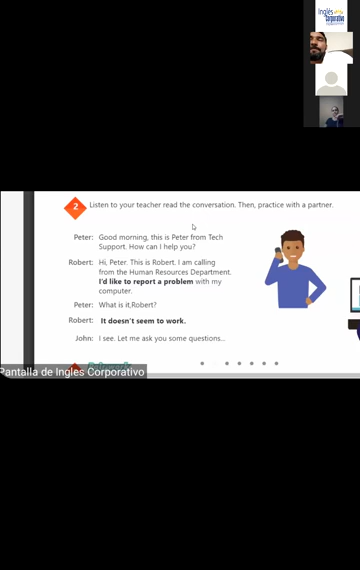 Inglés
corporativo
2 Listen to your teacher read the conversation. Then, practice with a partner.
Peter: Good morning, this is Peter from Tech
Support. How can I help you?
Robert: Hi, Peter. This is Robert. I am calling
from the Human Resources Department.
I'd like to report a problem with my
computer.
Peter: What is it,Robert?
Robert: It doesn't seem to work.
John: I see. Let me ask you some questions...
Pantalla de Ingles Corporativo